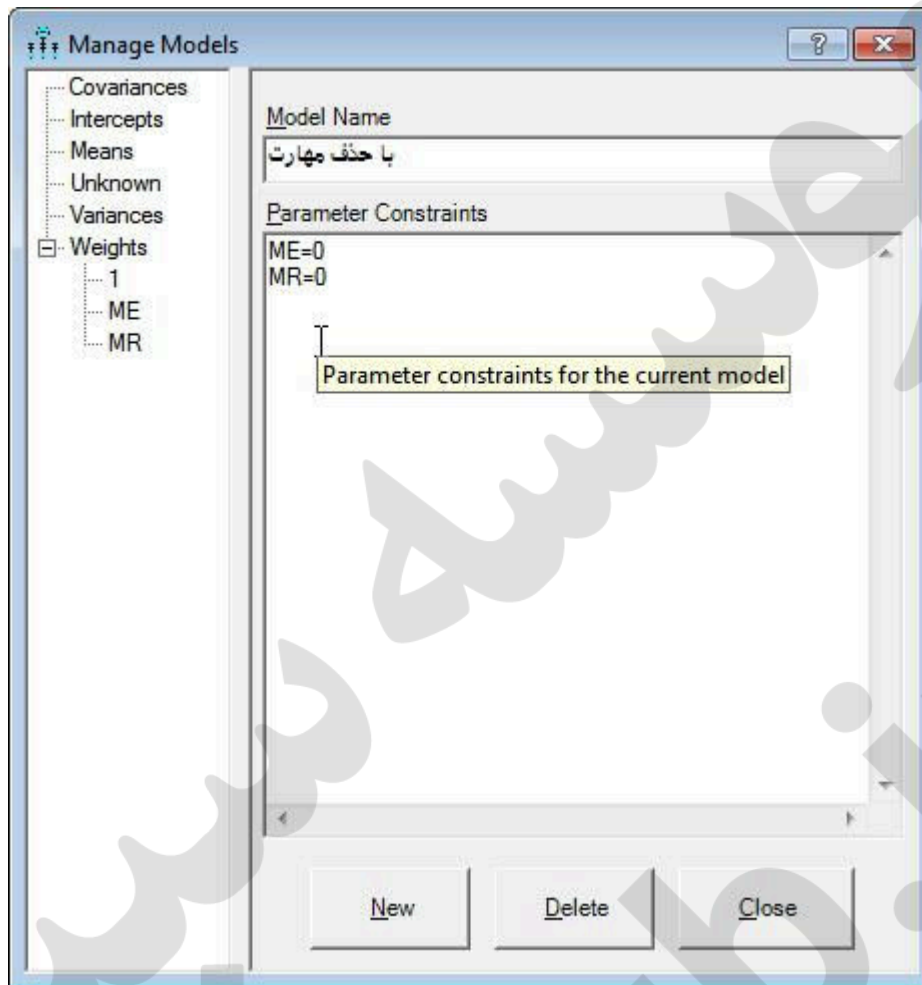 Manage Models
Covariances
Intercepts
Means
Unknown
Variances
Weights
1
ME
MR
Model Name
با حذف مهارت
Parameter Constraints
ME=0
MR=0
Parameter constraints for the current model
New
Delete
Close